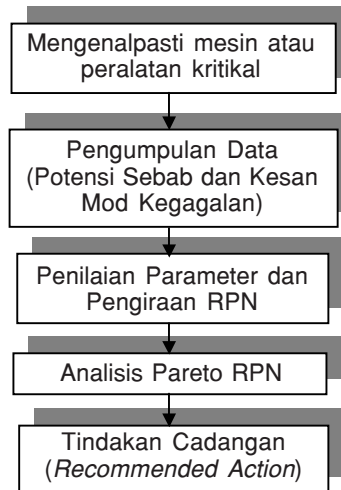 Mengenalpasti mesin atau
peralatan kritikal
Pengumpulan Data
(Potensi Sebab dan Kesan
Mod Kegagalan)
Penilaian Parameter dan
Pengiraan RPN
Analisis Pareto RPN
Tindakan Cadangan
(Recommended Action)